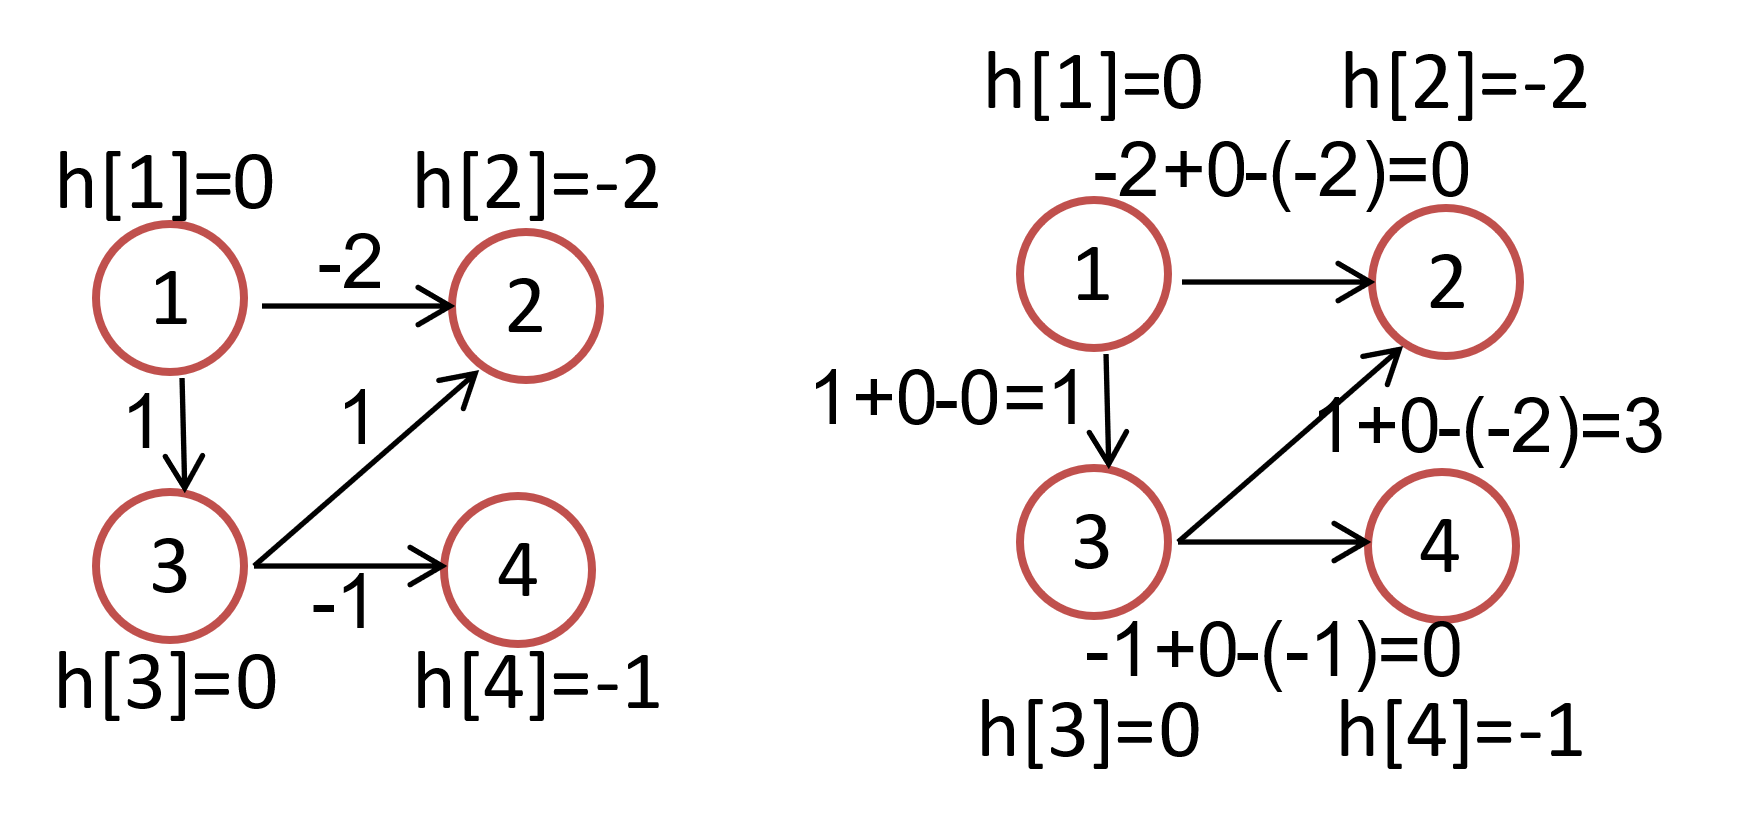 h[1]=0 h[2]=-2
-2
1 2
1 1
3 4
-1
h[3]=0 h[4]=-1
h[1]=0 h[2]=-2
-2+0-(-2)=0
1 2
1+0-0=1
1+0-(-2)=3
3 4
-1+0-(-1)=0
h[3]=0 h[4]=-1